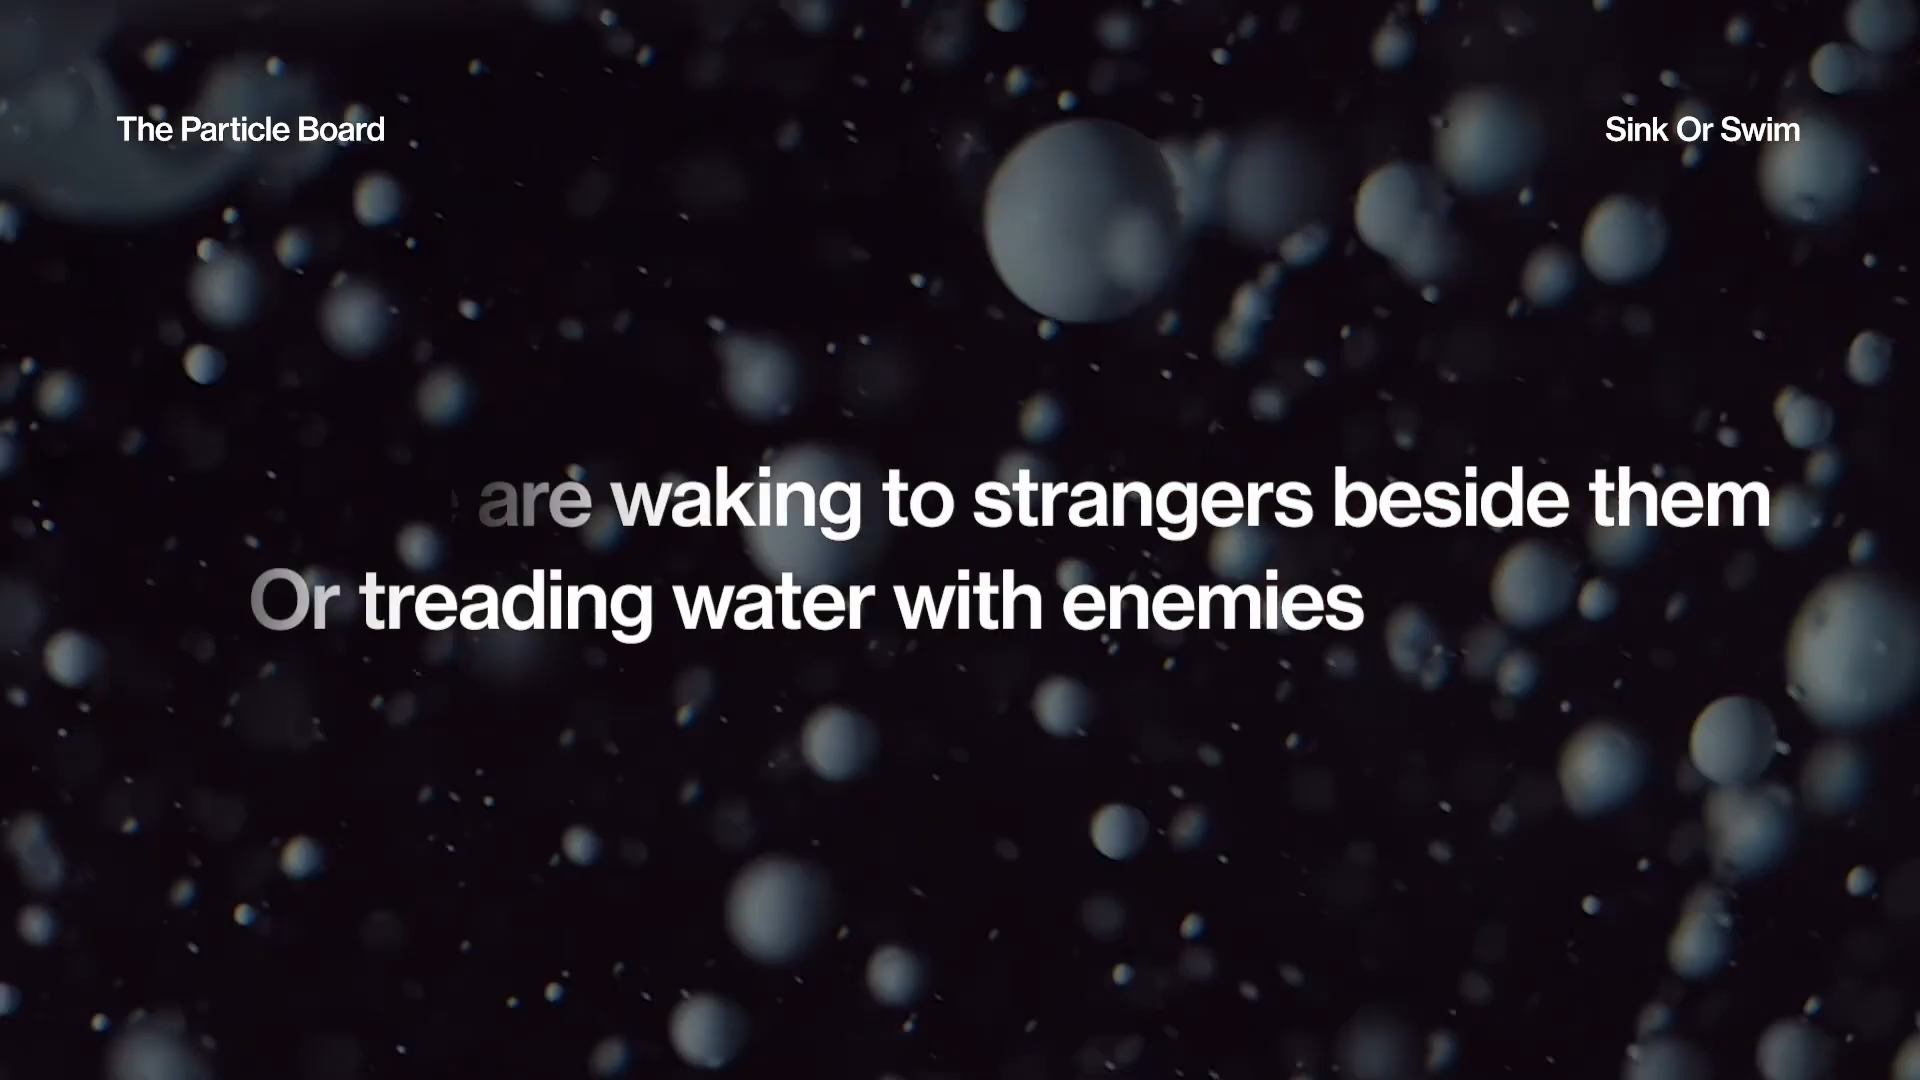 The Particle Board
Sink Or Swim
are waking to strangers beside them
Or treading water with enemies